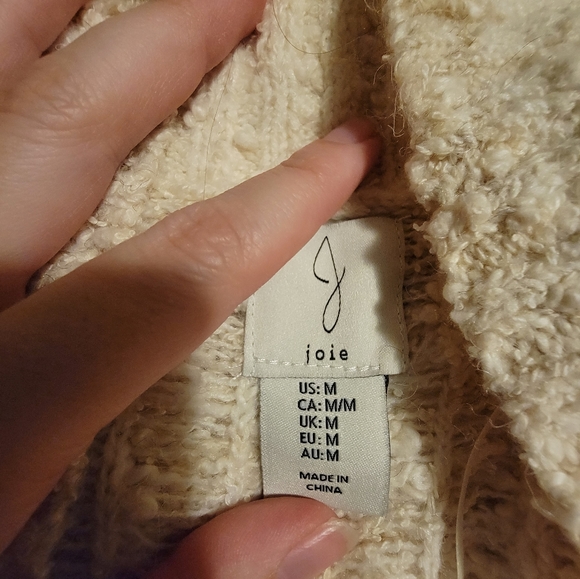 J
joie
US: M
CA: M/M
UK: M
EU: M
AU: M
MADE IN
CHINA